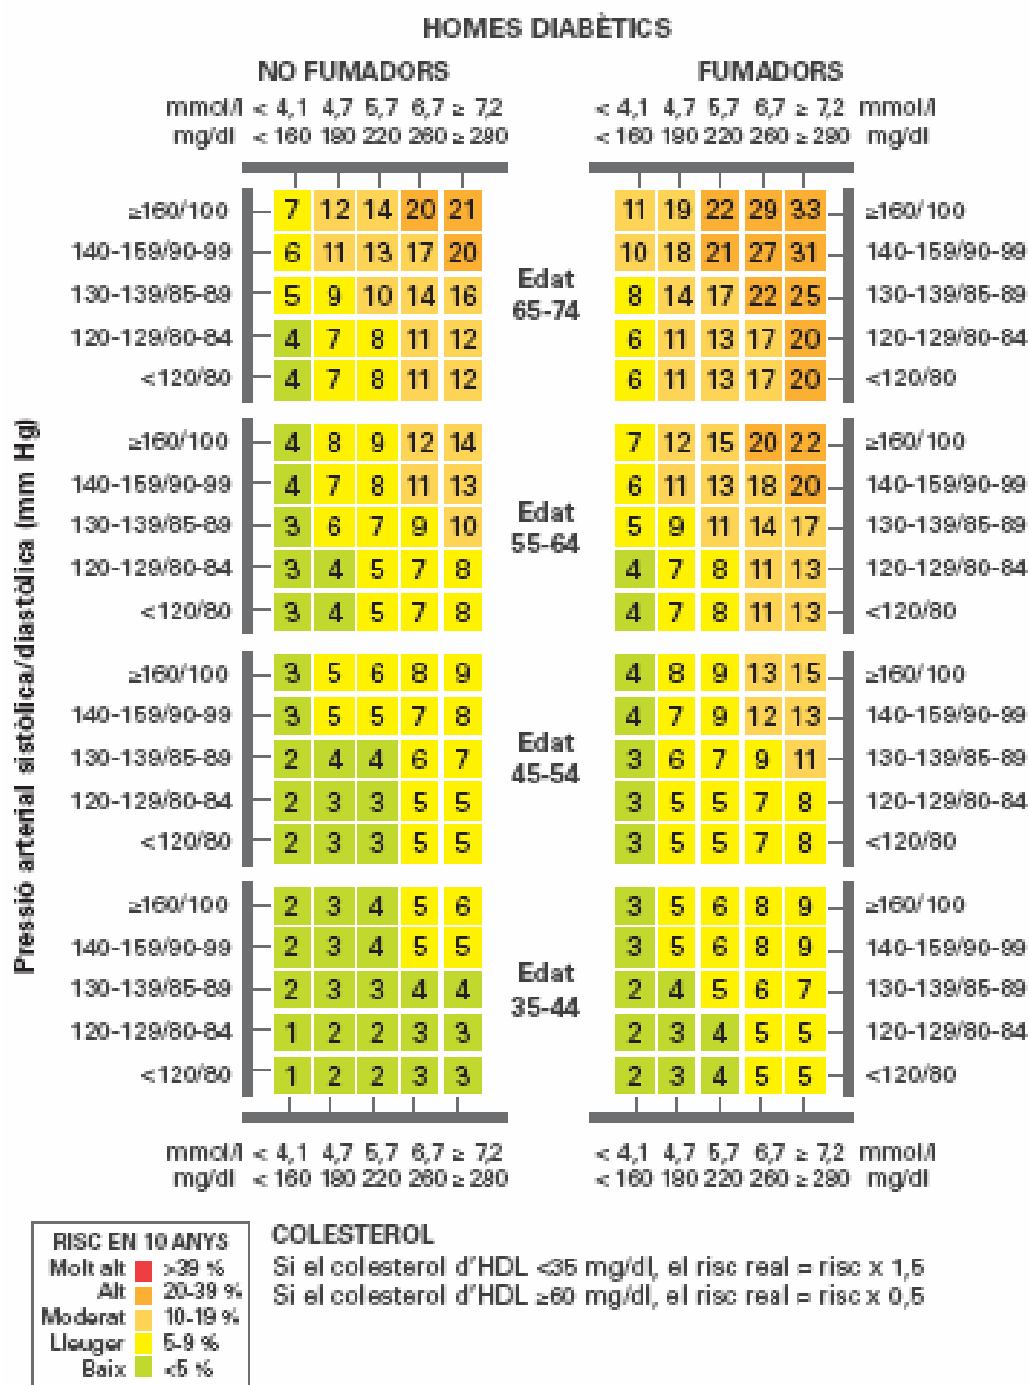 HOMES DIABÈTICS
NO FUMADORS FUMADORS
mmol/l < 4,1 4,7 5,7 6,7 ≥ 7,2 < 4,1 4,7 5,7 6,7 ≥ 7,2 mmol/l
mg/dl < 160 180 220 260 ≥ 280 < 160 180 220 260 ≥ 280 mg/dl
Pressió arterial sistòlica/diastòlica (mm Hg)
≥160/100 7 12 14 20 21 11 19 22 29 33 ≥160/100
140-159/90-99 6 11 13 17 20 10 18 21 27 31 140-159/90-99
Edat
130-139/85-89 5 9 10 14 16 8 14 17 22 25 130-139/85-89
65-74
120-129/80-84 4 7 8 11 12 6 11 13 17 20 120-129/80-84
<120/80 4 7 8 11 12 6 11 13 17 20 <120/80
≥160/100 4 8 9 12 14 7 12 15 20 22 ≥160/100
140-159/90-99 4 7 8 11 13 6 11 13 18 20 140-159/90-99
Edat
130-139/85-89 3 6 7 9 10 5 9 11 14 17 130-139/85-89
55-64
120-129/80-84 3 4 5 7 8 4 7 8 11 13 120-129/80-84
<120/80 3 4 5 7 8 4 7 8 11 13 <120/80
≥160/100 3 5 6 8 9 4 8 9 13 15 ≥160/100
140-159/90-99 3 5 5 7 8 4 7 9 12 13 140-159/90-99
Edat
130-139/85-89 2 4 4 6 7 3 6 7 9 11 130-139/85-89
45-54
120-129/80-84 2 3 3 5 5 3 5 5 7 8 120-129/80-84
<120/80 2 3 3 5 5 3 5 5 7 8 <120/80
≥160/100 2 3 4 5 6 3 5 6 8 9 ≥160/100
140-159/90-99 2 3 4 5 5 3 5 6 8 9 140-159/90-99
Edat
130-139/85-89 2 3 3 4 4 2 4 5 6 7 130-139/85-89
35-44
120-129/80-84 1 2 2 3 3 2 3 4 5 5 120-129/80-84
<120/80 1 2 2 3 3 2 3 4 5 5 <120/80
mmol/l < 4,1 4,7 5,7 6,7 ≥ 7,2 < 4,1 4,7 5,7 6,7 ≥ 7,2 mmol/l
mg/dl < 160 180 220 260 ≥ 280 < 160 180 220 260 ≥ 280 mg/dl
RISC EN 10 ANYS
Molt alt >39 %
Alt 20-39 %
Moderat 10-19 %
Lleuger 5-9 %
Baix <5 %
COLESTEROL
Si el colesterol d'HDL <35 mg/dl, el risc real = risc x 1,5
Si el colesterol d'HDL ≥60 mg/dl, el risc real = risc x 0,5